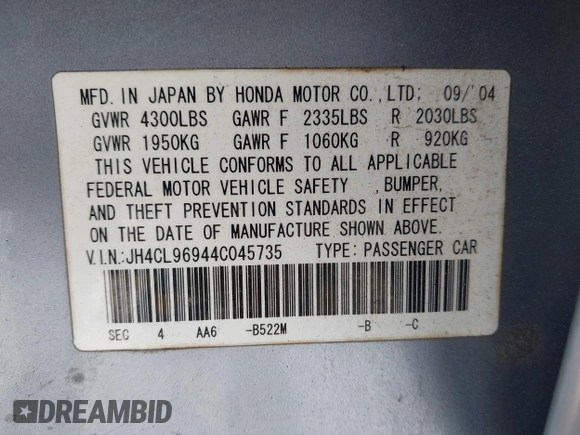 MFD. IN JAPAN BY HONDA MOTOR CO., LTD: 09/'04
GVWR 4300LBS GAWR F 2335LBS R 2030LBS
GVWR 1950KG GAWR F 1060KG R 920KG
THIS VEHICLE CONFORMS TO ALL APPLICABLE
FEDERAL MOTOR VEHICLE SAFETY ,BUMPER,
AND THEFT PREVENTION STANDARDS IN EFFECT
ON THE DATE OF MANUFACTURE SHOWN ABOVE.
V.I.N.:JH4CL96944C045735 TYPE: PASSENGER CAR
SEC 4 AA6 -B522M -B -C
DREAMBID